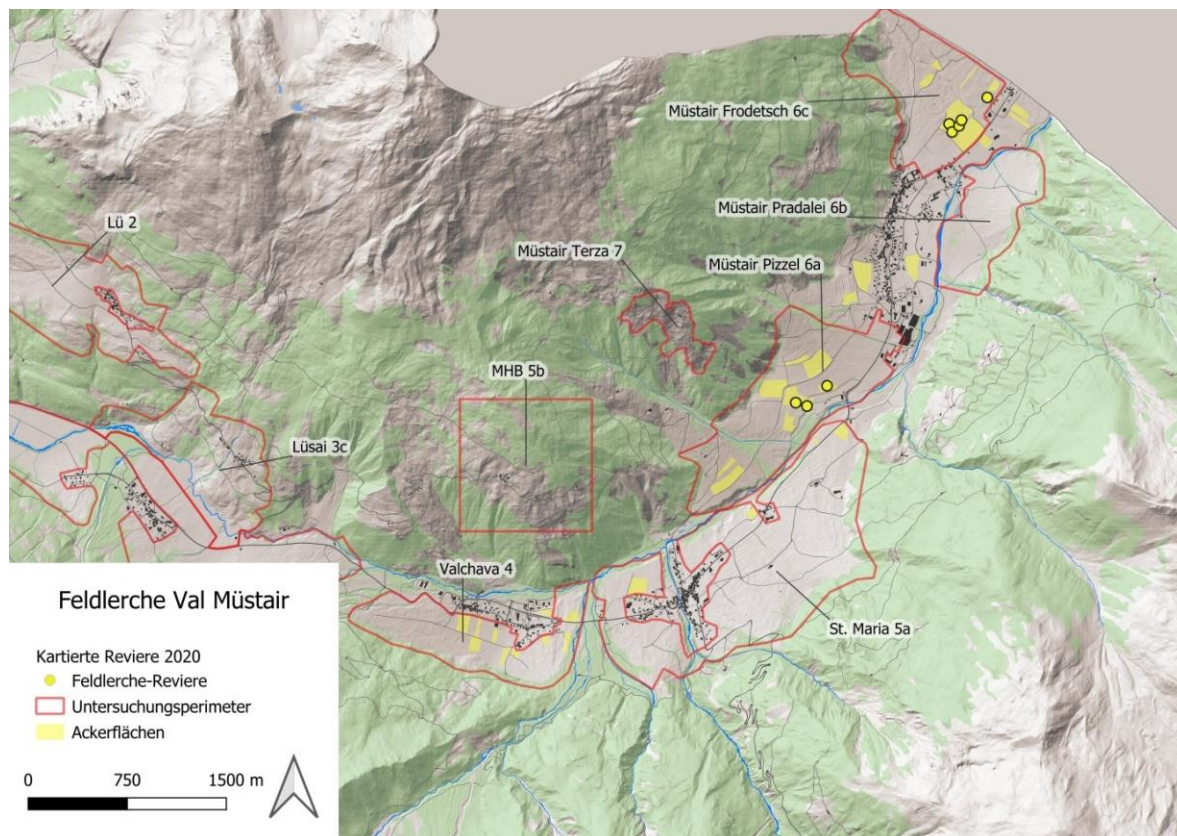 Müstair Frodetsch 6c
Müstair Pradalei 6b
Lü 2
Müstair Terza 7
Müstair Pizzel 6a
MHB 5b
Lüsai 3c
Valchava 4
St. Maria 5a
Feldlerche Val Müstair
Kartierte Reviere 2020
Feldlerche-Reviere
Untersuchungsperimeter
Ackerflächen
0 750 1500 m